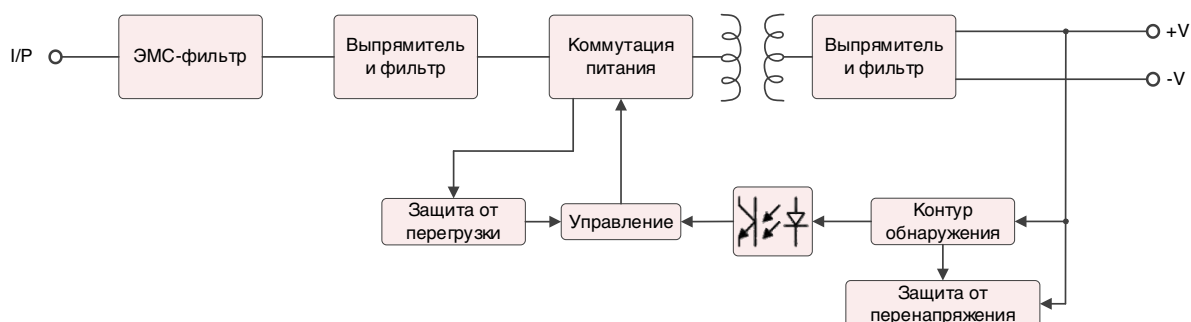 I/P
ЭМС-фильтр
Выпрямитель
и фильтр
Коммутация
питания
Выпрямитель
и фильтр
+V
-V
Защита от
перегрузки
Управление
Контур
обнаружения
Защита от
перенапряжения